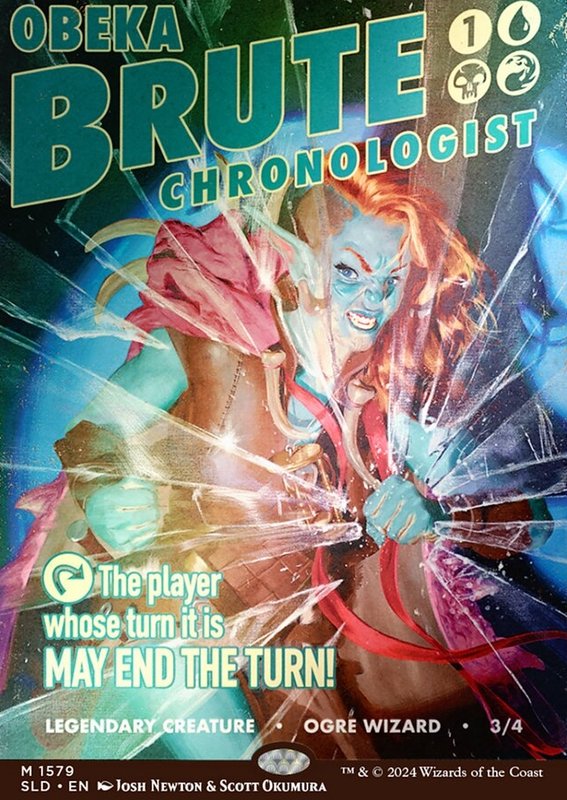 OBEKA
BRUTE
CHRONOLOGIST
1
The player
whose turn it is
MAY END THE TURN!
LEGENDARY CREATURE • OGRE WIZARD • 3/4
M 1579
SLD • EN JOSH NEWTON & SCOTT OKUMURA
™ & © 2024 Wizards of the Coast